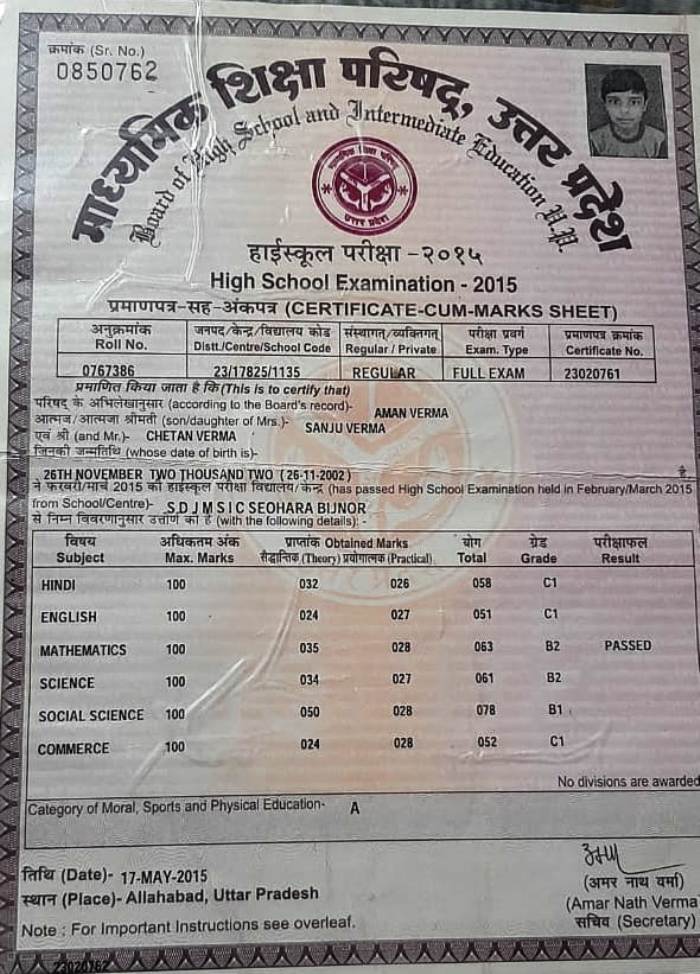 क्रमांक (Sr. No.)
0850762
माध्यमिक शिक्षा परिषद्, उत्तर प्रदेश
Board of High School and Intermediate Education U.P.
माध्यमिक शिक्षा परिषद
उत्तर प्रदेश
हाईस्कूल परीक्षा -२०१५
High School Examination - 2015
प्रमाणपत्र-सह-अंकपत्र (CERTIFICATE-CUM-MARKS SHEET)
अनुक्रमांक जनपद/केन्द्र/विद्यालय कोड संस्थागत/व्यक्तिगत परीक्षा प्रवर्ग प्रमाणपत्र क्रमांक
Roll No. Distt./Centre/School Code Regular / Private Exam. Type Certificate No.
0767386 23/17825/1135 REGULAR FULL EXAM 23020761
प्रमाणित किया जाता है कि (This is to certify that)
परिषद् के अभिलेखानुसार (according to the Board's record)- AMAN VERMA
आत्मज/आत्मजा श्रीमती (son/daughter of Mrs.)- SANJU VERMA
एवं श्री (and Mr.)- CHETAN VERMA
जिनकी जन्मतिथि (whose date of birth is)-
26TH NOVEMBER TWO THOUSAND TWO (26-11-2002) है
ने फरवरी/मार्च 2015 की हाईस्कूल परीक्षा विद्यालय/केन्द्र (has passed High School Examination held in February/March 2015
from School/Centre)- S D J M S I C SEOHARA BIJNOR
से निम्न विवरणानुसार उत्तीर्ण की है (with the following details): -
विषय अधिकतम अंक प्राप्तांक Obtained Marks योग ग्रेड परीक्षाफल
Subject Max. Marks सैद्धान्तिक (Theory) प्रयोगात्मक (Practical) Total Grade Result
HINDI 100 032 026 058 C1
ENGLISH 100 024 027 051 C1
MATHEMATICS 100 035 028 063 B2 PASSED
SCIENCE 100 034 027 061 B2
SOCIAL SCIENCE 100 050 028 078 B1
COMMERCE 100 024 028 052 C1
No divisions are awarded
Category of Moral, Sports and Physical Education- A
तिथि (Date)- 17-MAY-2015
स्थान (Place)- Allahabad, Uttar Pradesh
(अमर नाथ वर्मा)
(Amar Nath Verma
सचिव (Secretary)
Note : For Important Instructions see overleaf.
23020762